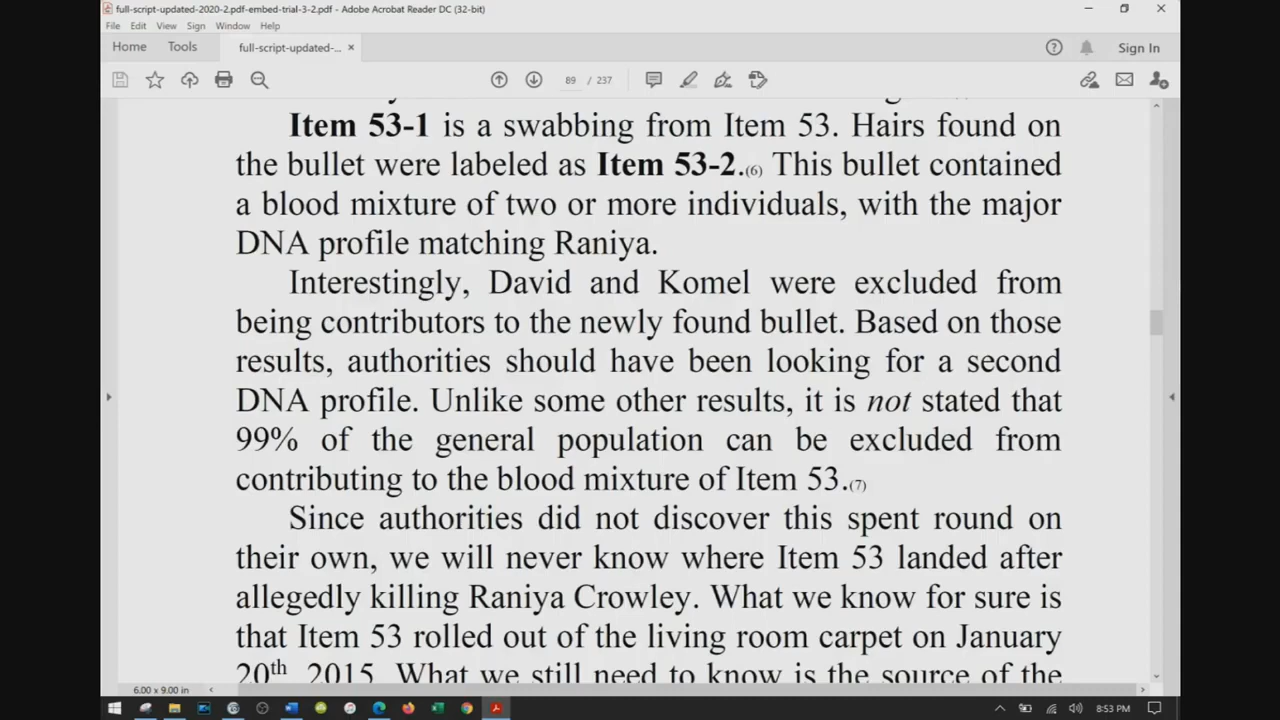 full-script-updated-2020-2.pdf-embed-trial-3-2.pdf - Adobe Acrobat Reader DC (32-bit)
File Edit View Sign Window Help
Home Tools full-script-updated-... × Sign In
89 / 237
Item 53-1 is a swabbing from Item 53. Hairs found on
the bullet were labeled as Item 53-2.(6) This bullet contained
a blood mixture of two or more individuals, with the major
DNA profile matching Raniya.
Interestingly, David and Komel were excluded from
being contributors to the newly found bullet. Based on those
results, authorities should have been looking for a second
DNA profile. Unlike some other results, it is not stated that
99% of the general population can be excluded from
contributing to the blood mixture of Item 53.(7)
Since authorities did not discover this spent round on
their own, we will never know where Item 53 landed after
allegedly killing Raniya Crowley. What we know for sure is
that Item 53 rolled out of the living room carpet on January
20th 2015. What we still need to know is the source of the
6.00 x 9.00 in
8:53 PM